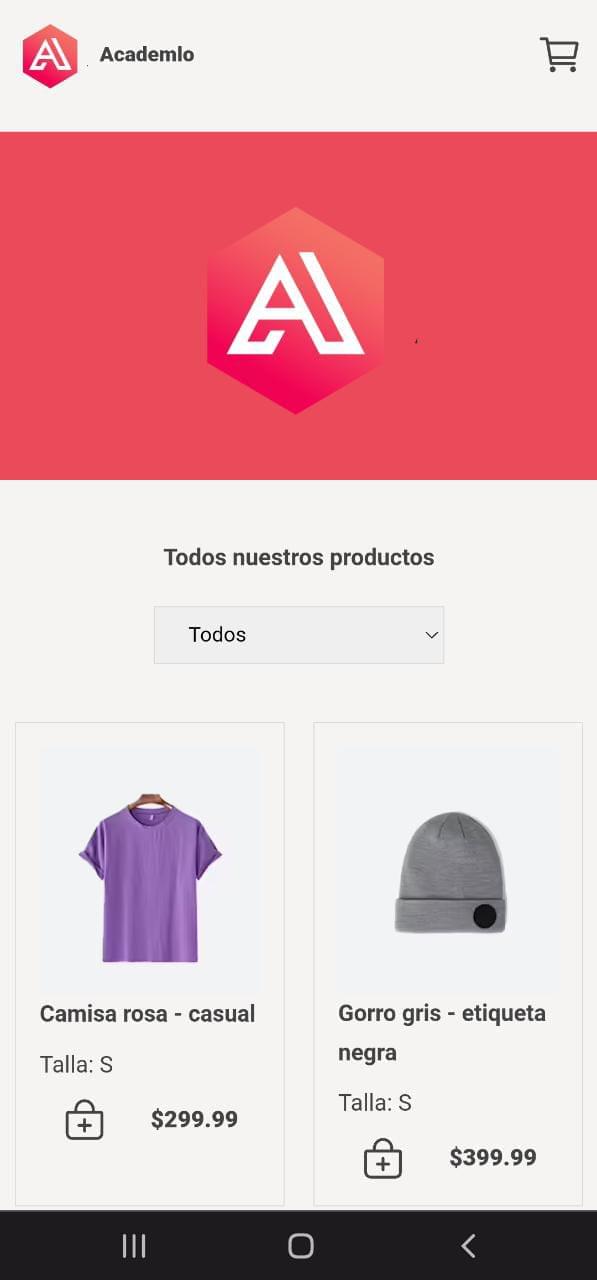 Academlo
Todos nuestros productos
Todos
Camisa rosa - casual
Talla: S
$299.99
Gorro gris - etiqueta
negra
Talla: S
$399.99